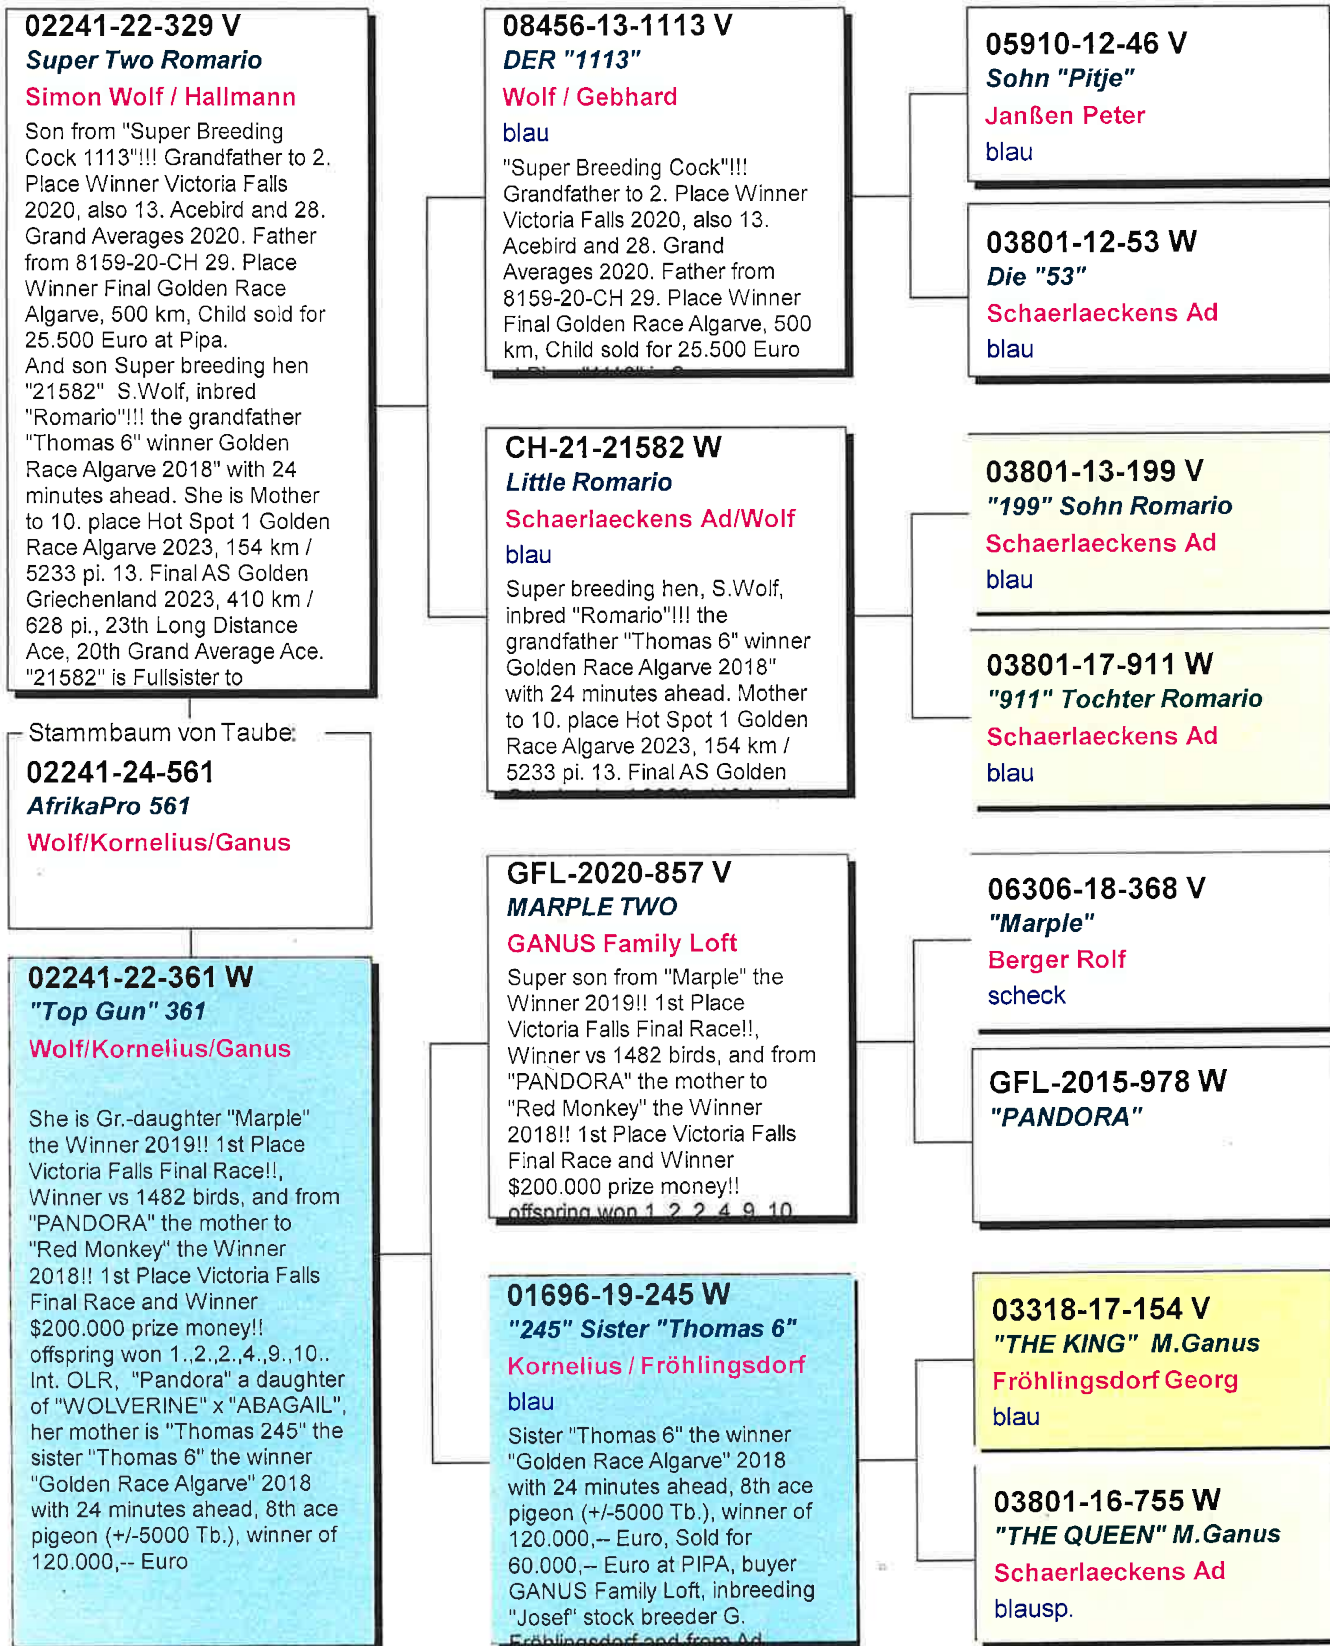 02241-22-329 V
Super Two Romario
Simon Wolf / Hallmann
Son from "Super Breeding
Cock 1113"!!! Grandfather to 2.
Place Winner Victoria Falls
2020, also 13. Acebird and 28.
Grand Averages 2020. Father
from 8159-20-CH 29. Place
Winner Final Golden Race
Algarve, 500 km, Child sold for
25.500 Euro at Pipa.
And son Super breeding hen
"21582" S.Wolf, inbred
"Romario"!!! the grandfather
"Thomas 6" winner Golden
Race Algarve 2018" with 24
minutes ahead. She is Mother
to 10. place Hot Spot 1 Golden
Race Algarve 2023, 154 km /
5233 pi. 13. Final AS Golden
Griechenland 2023, 410 km /
628 pi., 23th Long Distance
Ace, 20th Grand Average Ace.
"21582" is Fullsister to
Stammbaum von Taube:
02241-24-561
AfrikaPro 561
Wolf/Kornelius/Ganus
02241-22-361 W
"Top Gun" 361
Wolf/Kornelius/Ganus
She is Gr.-daughter "Marple"
the Winner 2019!! 1st Place
Victoria Falls Final Race!!,
Winner vs 1482 birds, and from
"PANDORA" the mother to
"Red Monkey" the Winner
2018!! 1st Place Victoria Falls
Final Race and Winner
$200.000 prize money!!
offspring won 1.,2.,2.,4.,9.,10..
Int. OLR, "Pandora" a daughter
of "WOLVERINE" x "ABAGAIL",
her mother is "Thomas 245" the
sister "Thomas 6" the winner
"Golden Race Algarve" 2018
with 24 minutes ahead, 8th ace
pigeon (+/-5000 Tb.), winner of
120.000,-- Euro
08456-13-1113 V
DER "1113"
Wolf / Gebhard
blau
"Super Breeding Cock"!!!
Grandfather to 2. Place Winner
Victoria Falls 2020, also 13.
Acebird and 28. Grand
Averages 2020. Father from
8159-20-CH 29. Place Winner
Final Golden Race Algarve, 500
km, Child sold for 25.500 Euro
CH-21-21582 W
Little Romario
Schaerlaeckens Ad/Wolf
blau
Super breeding hen, S.Wolf,
inbred "Romario"!!! the
grandfather "Thomas 6" winner
Golden Race Algarve 2018"
with 24 minutes ahead. Mother
to 10. place Hot Spot 1 Golden
Race Algarve 2023, 154 km /
5233 pi. 13. Final AS Golden
GFL-2020-857 V
MARPLE TWO
GANUS Family Loft
Super son from "Marple" the
Winner 2019!! 1st Place
Victoria Falls Final Race!!,
Winner vs 1482 birds, and from
"PANDORA" the mother to
"Red Monkey" the Winner
2018!! 1st Place Victoria Falls
Final Race and Winner
$200.000 prize money!!
offspring won 1. 2. 2. 4. 9. 10.
01696-19-245 W
"245" Sister "Thomas 6"
Kornelius / Fröhlingsdorf
blau
Sister "Thomas 6" the winner
"Golden Race Algarve" 2018
with 24 minutes ahead, 8th ace
pigeon (+/-5000 Tb.), winner of
120.000,-- Euro, Sold for
60.000,-- Euro at PIPA, buyer
GANUS Family Loft, inbreeding
"Josef" stock breeder G.
Fröhlingsdorf and from Ad
05910-12-46 V
Sohn "Pitje"
Janßen Peter
blau
03801-12-53 W
Die "53"
Schaerlaeckens Ad
blau
03801-13-199 V
"199" Sohn Romario
Schaerlaeckens Ad
blau
03801-17-911 W
"911" Tochter Romario
Schaerlaeckens Ad
blau
06306-18-368 V
"Marple"
Berger Rolf
scheck
GFL-2015-978 W
"PANDORA"
03318-17-154 V
"THE KING" M.Ganus
Fröhlingsdorf Georg
blau
03801-16-755 W
"THE QUEEN" M.Ganus
Schaerlaeckens Ad
blausp.